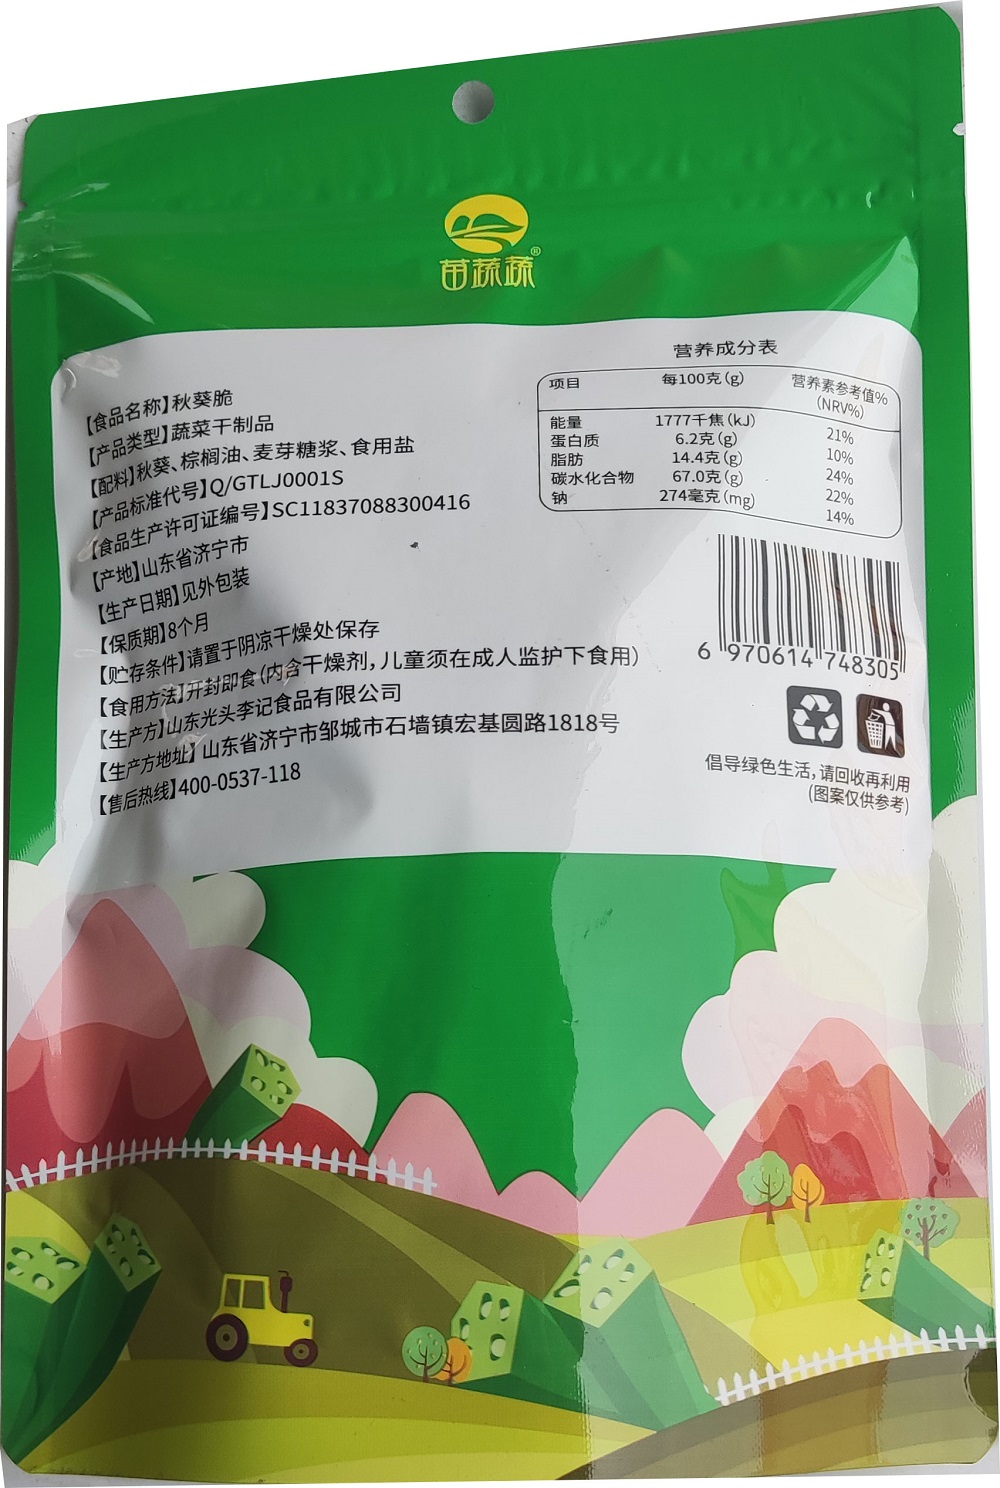 苗蔬蔬®
【食品名称】秋葵脆
【产品类型】蔬菜干制品
【配料】秋葵、棕榈油、麦芽糖浆、食用盐
【产品标准代号】Q/GTLJ0001S
【食品生产许可证编号】SC11837088300416
【产地】山东省济宁市
【生产日期】见外包装
【保质期】8个月
【贮存条件】请置于阴凉干燥处保存
【食用方法】开封即食(内含干燥剂,儿童须在成人监护下食用)
【生产方】山东光头李记食品有限公司
【生产方地址】山东省济宁市邹城市石墙镇宏基圆路1818号
【售后热线】400-0537-118
营养成分表
项目 每100克(g) 营养素参考值%(NRV%)
能量 1777千焦(kJ) 21%
蛋白质 6.2克(g) 10%
脂肪 14.4克(g) 24%
碳水化合物 67.0克(g) 22%
钠 274毫克(mg) 14%
6 970614 748305
倡导绿色生活,请回收再利用
(图案仅供参考)